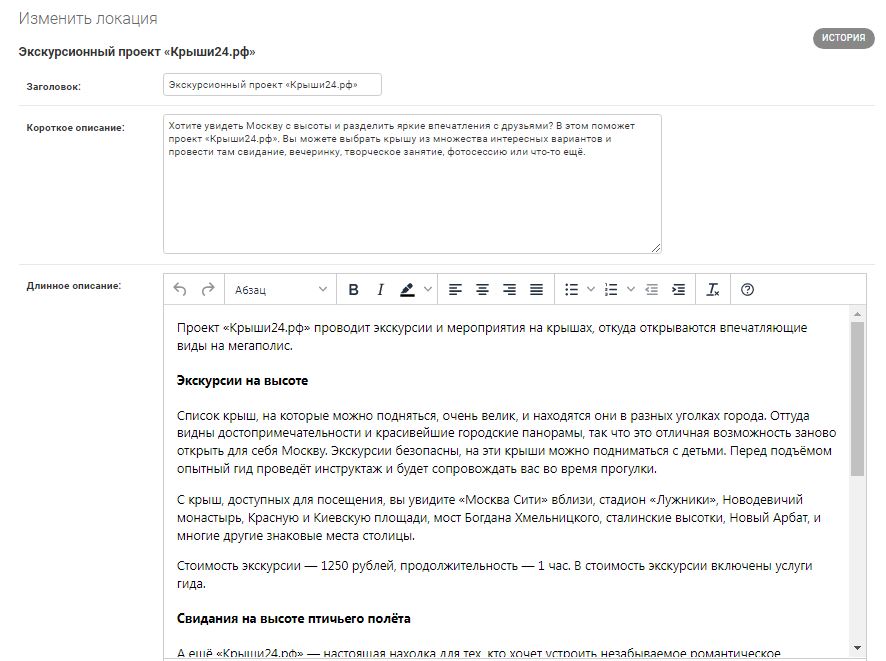 Изменить локация
ИСТОРИЯ
Экскурсионный проект «Крыши24.рф»
Заголовок:
Экскурсионный проект «Крыши24.рф»
Короткое описание:
Хотите увидеть Москву с высоты и разделить яркие впечатления с друзьями? В этом поможет
проект «Крыши24.рф». Вы можете выбрать крышу из множества интересных вариантов и
провести там свидание, вечеринку, творческое занятие, фотосессию или что-то ещё.
Длинное описание:
Абзац
B I
Проект «Крыши24.рф» проводит экскурсии и мероприятия на крышах, откуда открываются впечатляющие
виды на мегаполис.
Экскурсии на высоте
Список крыш, на которые можно подняться, очень велик, и находятся они в разных уголках города. Оттуда
видны достопримечательности и красивейшие городские панорамы, так что это отличная возможность заново
открыть для себя Москву. Экскурсии безопасны, на эти крыши можно подниматься с детьми. Перед подъёмом
опытный гид проведёт инструктаж и будет сопровождать вас во время прогулки.
С крыш, доступных для посещения, вы увидите «Москва Сити» вблизи, стадион «Лужники», Новодевичий
монастырь, Красную и Киевскую площади, мост Богдана Хмельницкого, сталинские высотки, Новый Арбат, и
многие другие знаковые места столицы.
Стоимость экскурсии — 1250 рублей, продолжительность — 1 час. В стоимость экскурсии включены услуги
гида.
Свидания на высоте птичьего полёта
А ещё «Крыши24.рф» — настоящая находка для тех, кто хочет устроить незабываемое романтическое